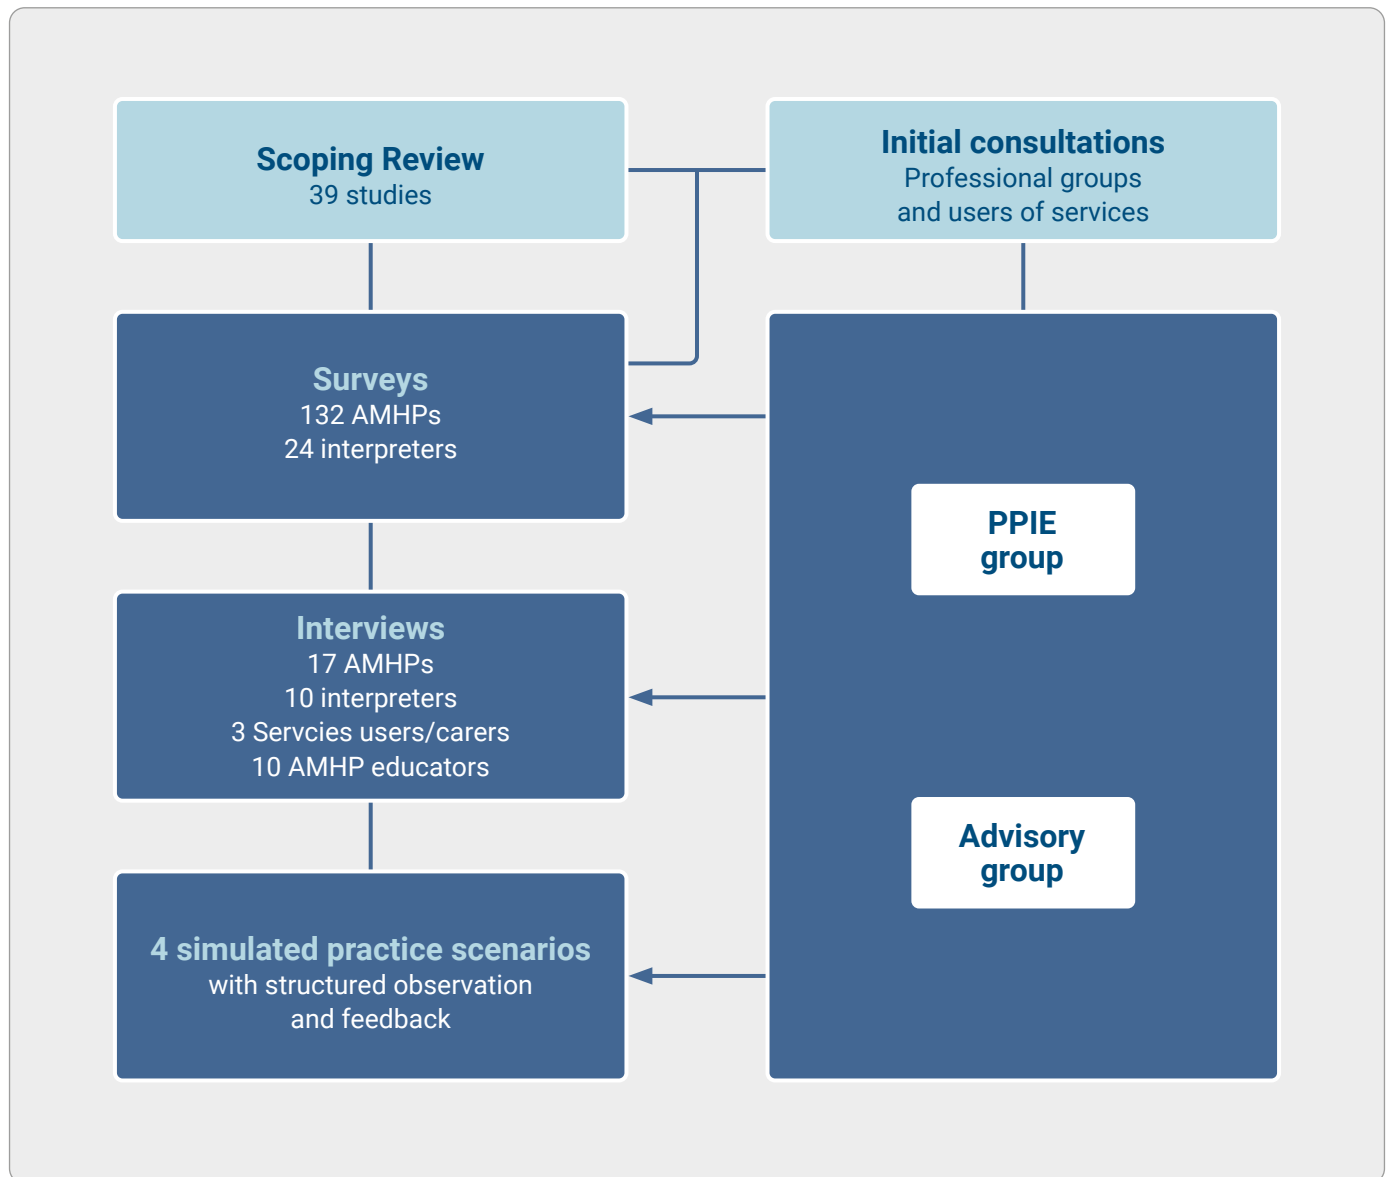 Scoping Review
39 studies
Initial consultations
Professional groups
and users of services
Surveys
132 AMHPs
24 interpreters
Interviews
17 AMHPs
10 interpreters
3 Servcies users/carers
10 AMHP educators
4 simulated practice scenarios
with structured observation
and feedback
PPIE
group
Advisory
group